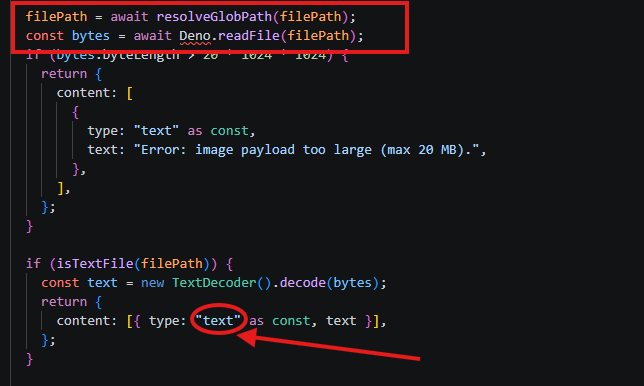 filePath = await resolveGlobPath(filePath);
const bytes = await Deno.readFile(filePath);
if (bytes.byteLength > 20 * 1024 * 1024) {
return {
content: [
{
type: "text" as const,
text: "Error: image payload too large (max 20 MB).",
},
],
};
}
if (isTextFile(filePath)) {
const text = new TextDecoder().decode(bytes);
return {
content: [{ type: "text" as const, text }],
};
}